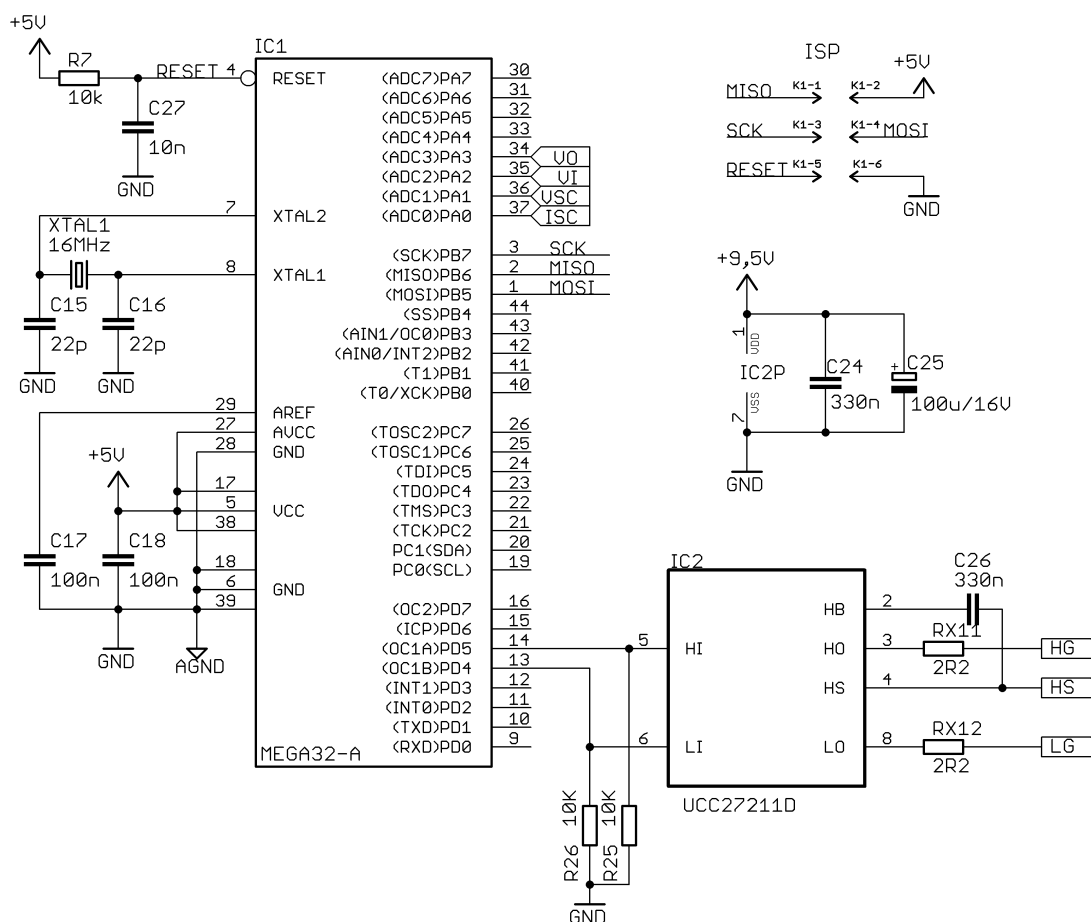 +5V
R7
10k
RESET 4
C27
10n
GND
IC1
RESET
(ADC7)PA7 30
(ADC6)PA6 31
(ADC5)PA5 32
(ADC4)PA4 33
(ADC3)PA3 34 VO
(ADC2)PA2 35 VI
(ADC1)PA1 36 VSC
(ADC0)PA0 37 ISC
7 XTAL2
XTAL1
16MHz
8 XTAL1
C15
22p
GND
C16
22p
GND
(SCK)PB7 3 SCK
(MISO)PB6 2 MISO
(MOSI)PB5 1 MOSI
(SS)PB4 44
(AIN1/OC0)PB3 43
(AIN0/INT2)PB2 42
(T1)PB1 41
(T0/XCK)PB0 40
29 AREF
27 AVCC
28 GND
+5V
17
5 VCC
38
C17
100n
C18
100n
18
6 GND
39
GND
AGND
(TOSC2)PC7 26
(TOSC1)PC6 25
(TDI)PC5 24
(TDO)PC4 23
(TMS)PC3 22
(TCK)PC2 21
PC1(SDA) 20
PC0(SCL) 19
(OC2)PD7 16
(ICP)PD6 15
(OC1A)PD5 14
(OC1B)PD4 13
(INT1)PD3 12
(INT0)PD2 11
(TXD)PD1 10
(RXD)PD0 9
MEGA32-A
ISP
+5V
MISO K1-1 K1-2
SCK K1-3 K1-4 MOSI
RESET K1-5 K1-6
GND
+9,5V
1 VDD
IC2P
7 VSS
C24
330n
C25
+
100u/16V
GND
IC2
5 HI
6 LI
HB 2
HO 3
HS 4
LO 8
UCC27211D
C26
330n
RX11
2R2
HG
HS
RX12
2R2
LG
10K
R26
10K
R25
GND